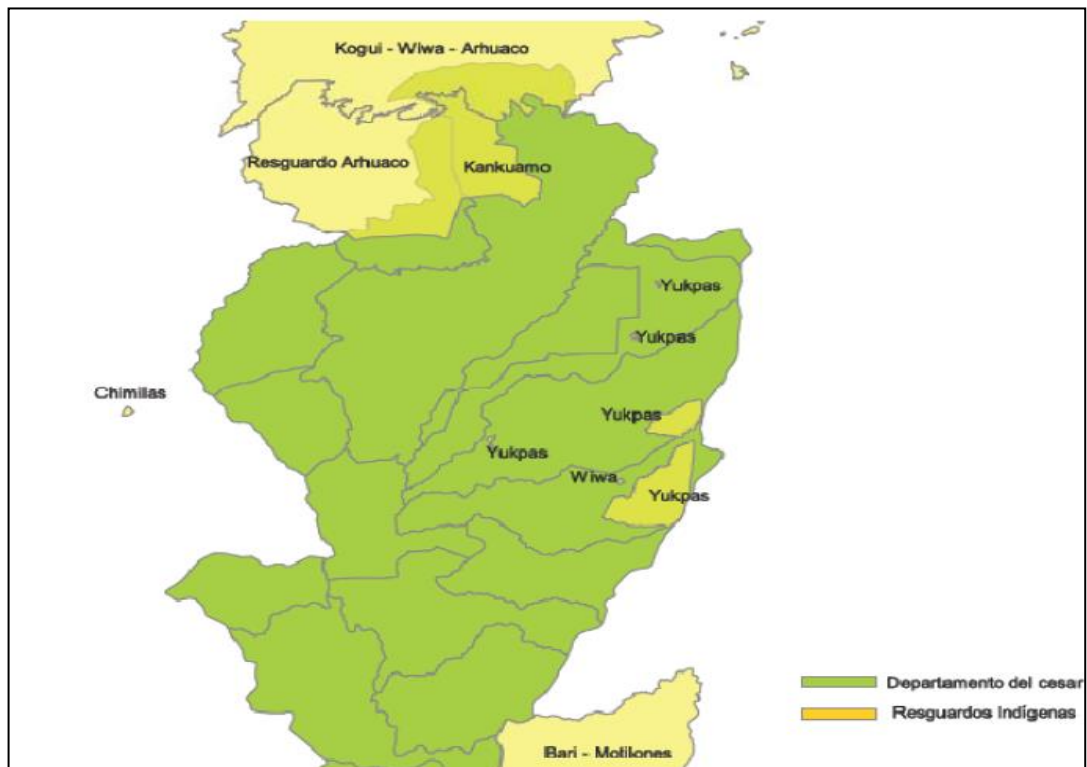 Kogui - Wiwa - Arhuaco
Resguardo Arhuaco
Kankuamo
Yukpas
Yukpas
Chimilas
Yukpas
Yukpas
Wiwa
Yukpas
Departamento del cesar
Resguardos Indígenas
Bari - Motilones